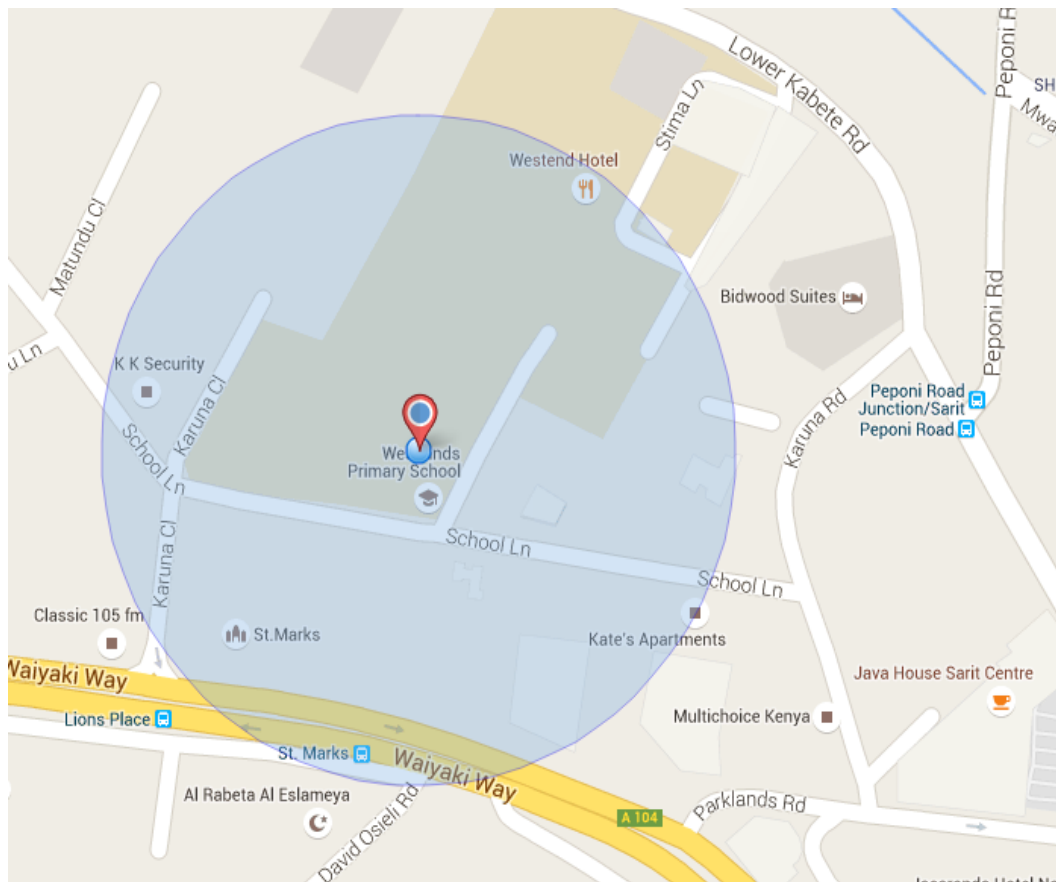 Lower Kabete Rd
Peponi R
SH
Mwa
Stima Ln
Westend Hotel
Matundu Cl
Peponi Rd
Bidwood Suites
u Ln
K K Security
Karuna Cl
Peponi Road
Junction/Sarit
Peponi Road
Karuna Rd
School Ln
Primary School
School Ln
School Ln
Karuna Cl
Classic 105 fm
St.Marks
Kate's Apartments
Waiyaki Way
Java House Sarit Centre
Lions Place
Multichoice Kenya
St. Marks
Waiyaki Way
Al Rabeta Al Eslameya
David Osieli Rd
A 104
Parklands Rd